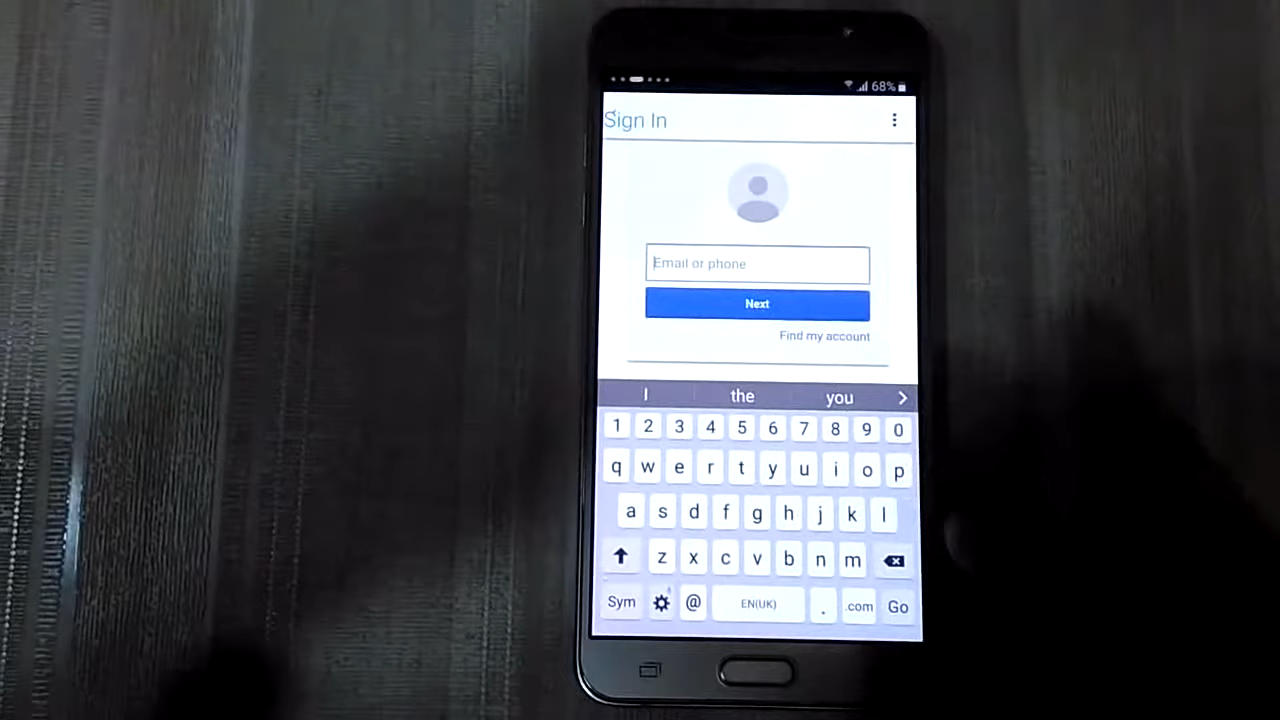 68%
Sign In
Email or phone
Next
Find my account
I the you
1 2 3 4 5 6 7 8 9 0
q w e r t y u i o p
a s d f g h j k l
z x c v b n m
Sym @ EN(UK) . .com Go